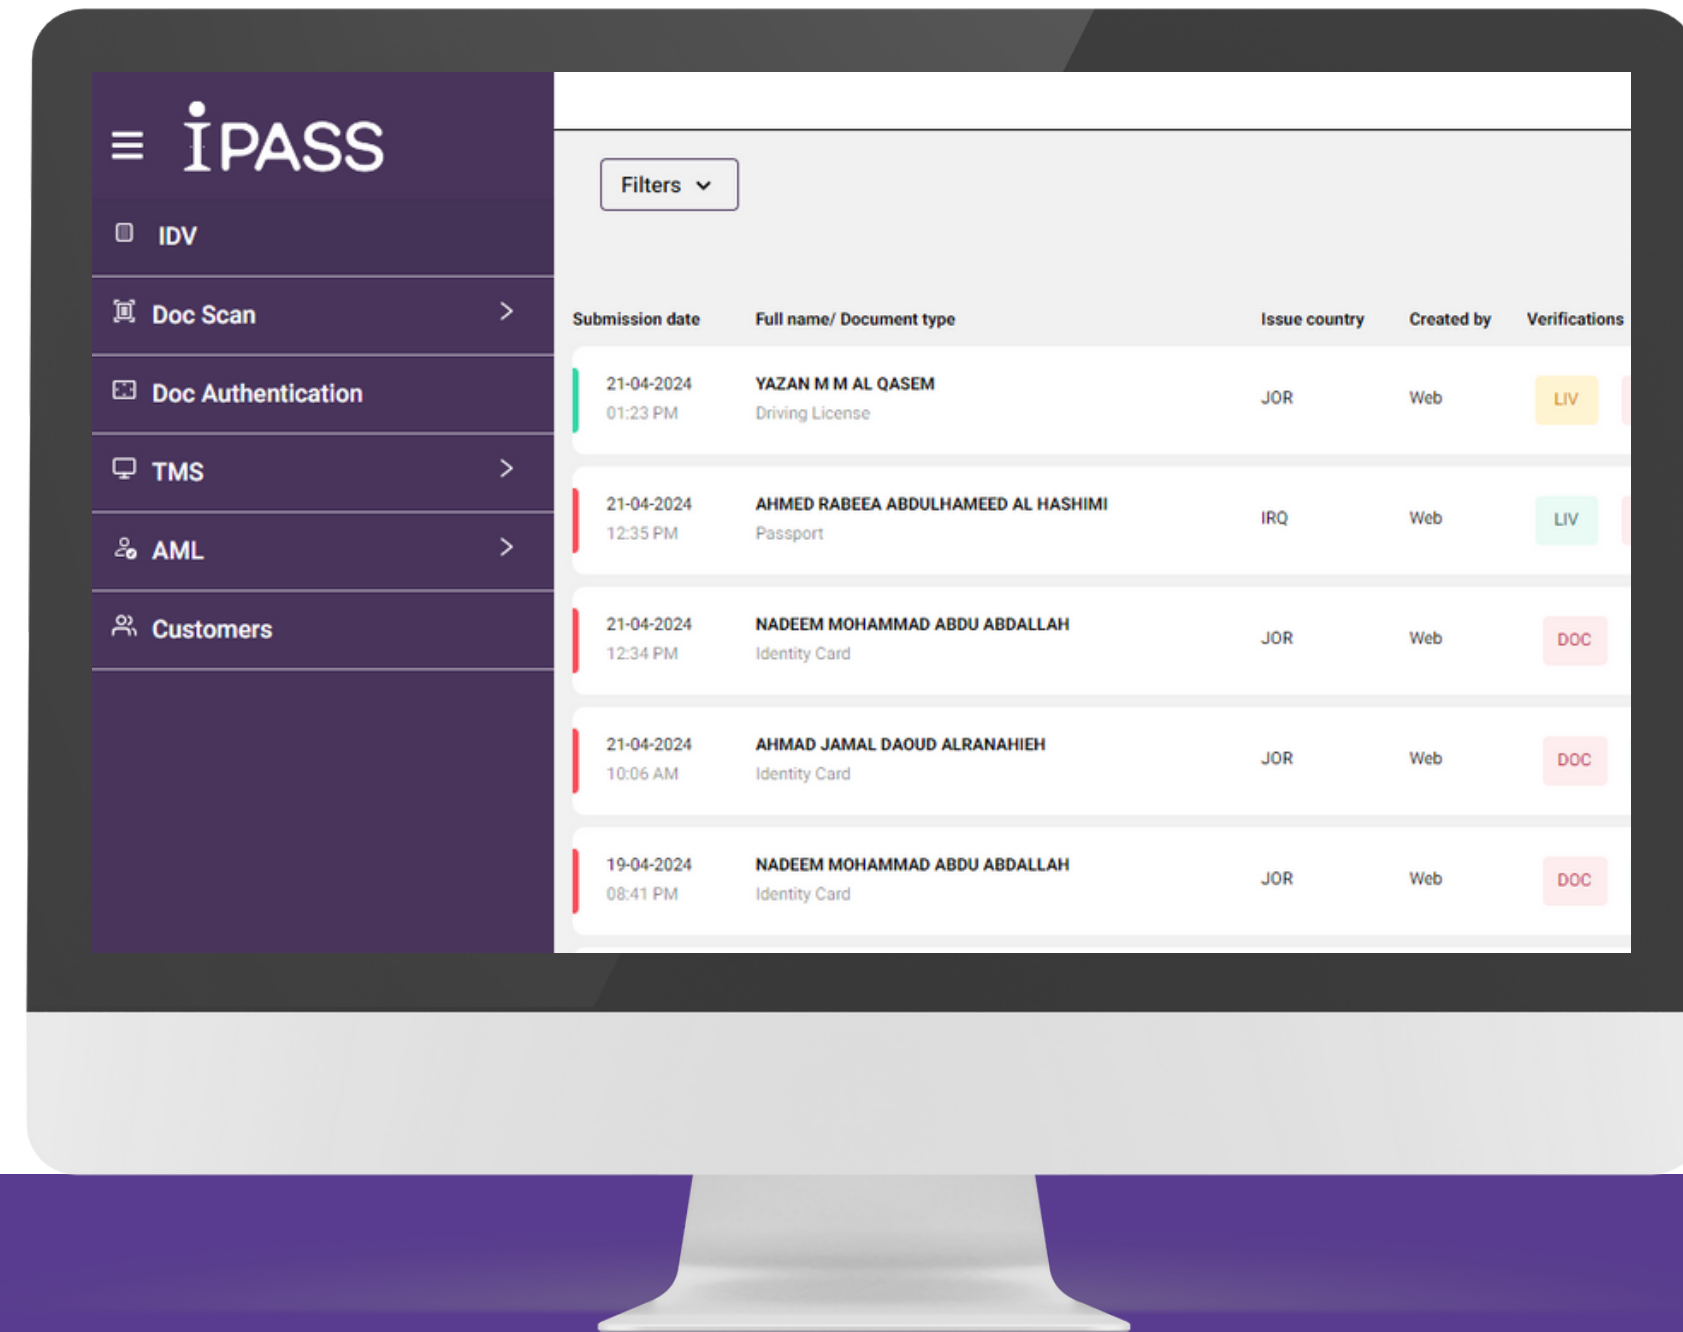 iPASS
IDV
Doc Scan
Doc Authentication
TMS
AML
Customers
Filters
Submission date Full name/ Document type Issue country Created by Verifications
21-04-2024 YAZAN M M AL QASEM JOR Web LIV
01:23 PM Driving License
21-04-2024 AHMED RABEEA ABDULHAMEED AL HASHIMI IRQ Web LIV
12:35 PM Passport
21-04-2024 NADEEM MOHAMMAD ABDU ABDALLAH JOR Web DOC
12:34 PM Identity Card
21-04-2024 AHMAD JAMAL DAOUD ALRANAHIEH JOR Web DOC
10:06 AM Identity Card
19-04-2024 NADEEM MOHAMMAD ABDU ABDALLAH JOR Web DOC
08:41 PM Identity Card